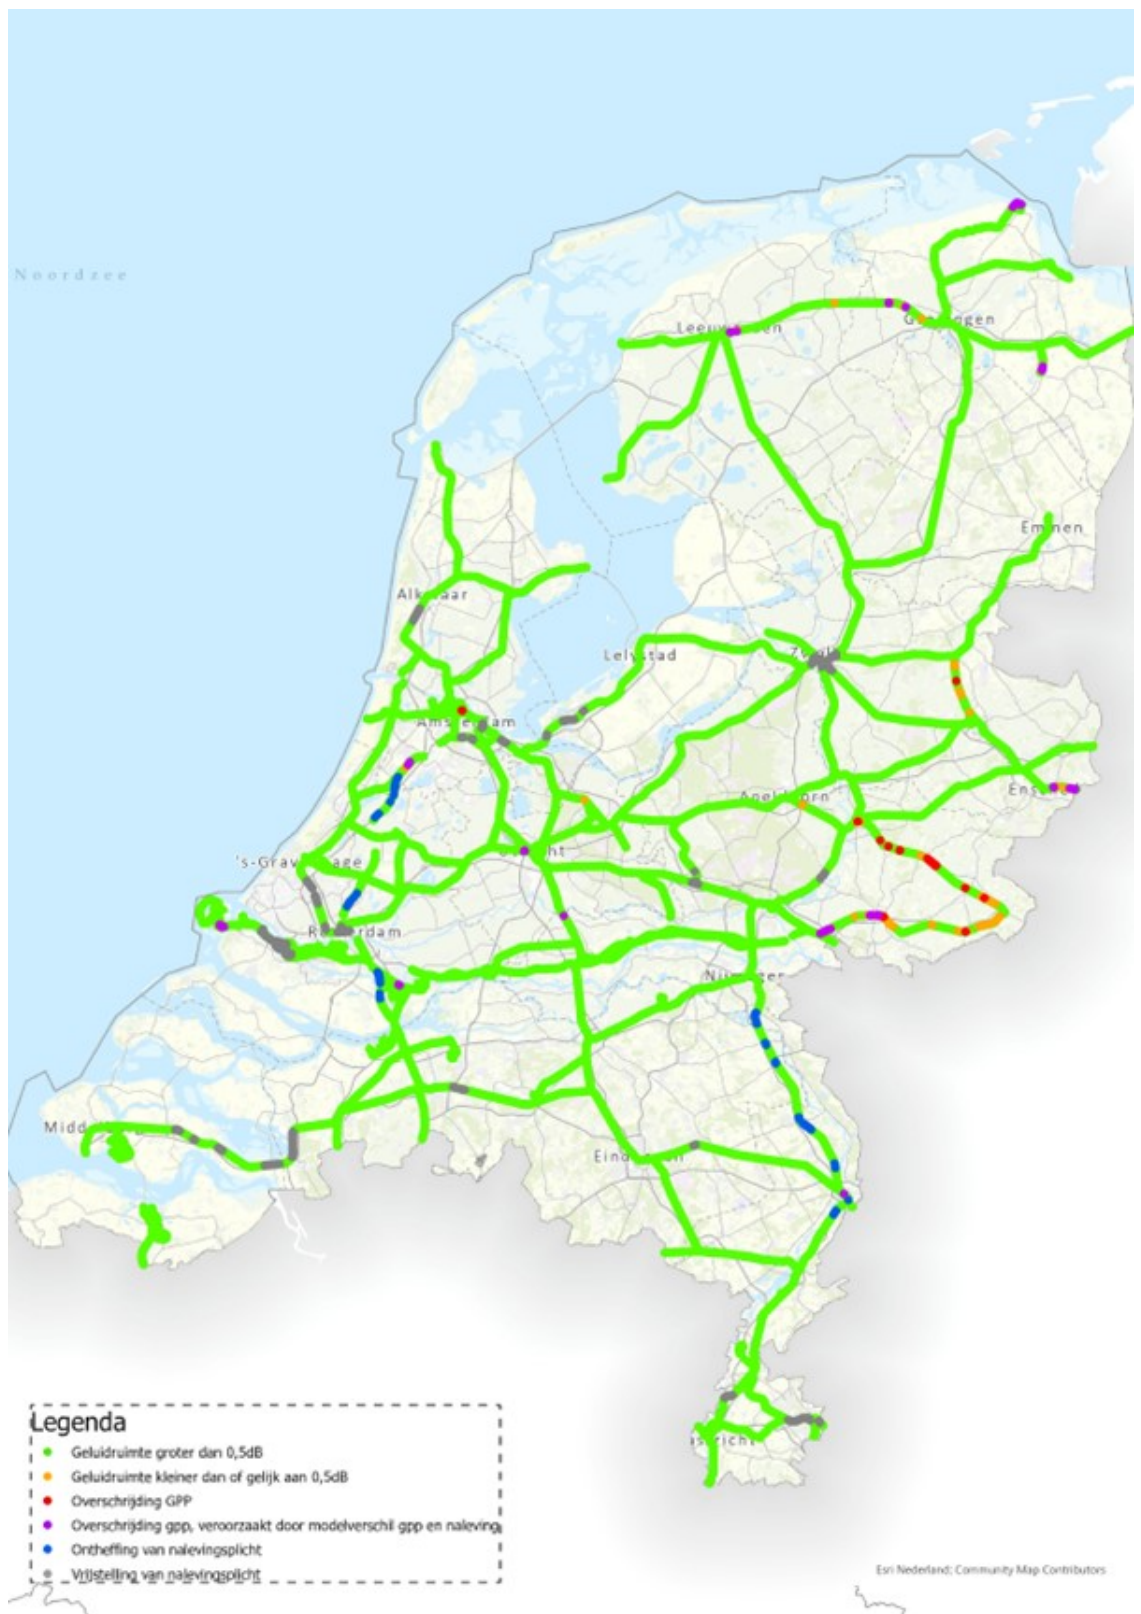 Noordzee
Leeuwarden
Groningen
Emmen
Alkmaar
Lelystad
Zwolle
Amsterdam
Apeldoorn
Enschede
Utrecht
's-Gravenhage
Rotterdam
Nijmegen
Middelburg
Eindhoven
Maastricht
Legenda
Geluidruimte groter dan 0,5dB
Geluidruimte kleiner dan of gelijk aan 0,5dB
Overschrijding GPP
Overschrijding gpp, veroorzaakt door modelverschil gpp en naleving
Ontheffing van nalevingsplicht
Vrijstelling van nalevingsplicht
Esri Nederland; Community Map Contributors